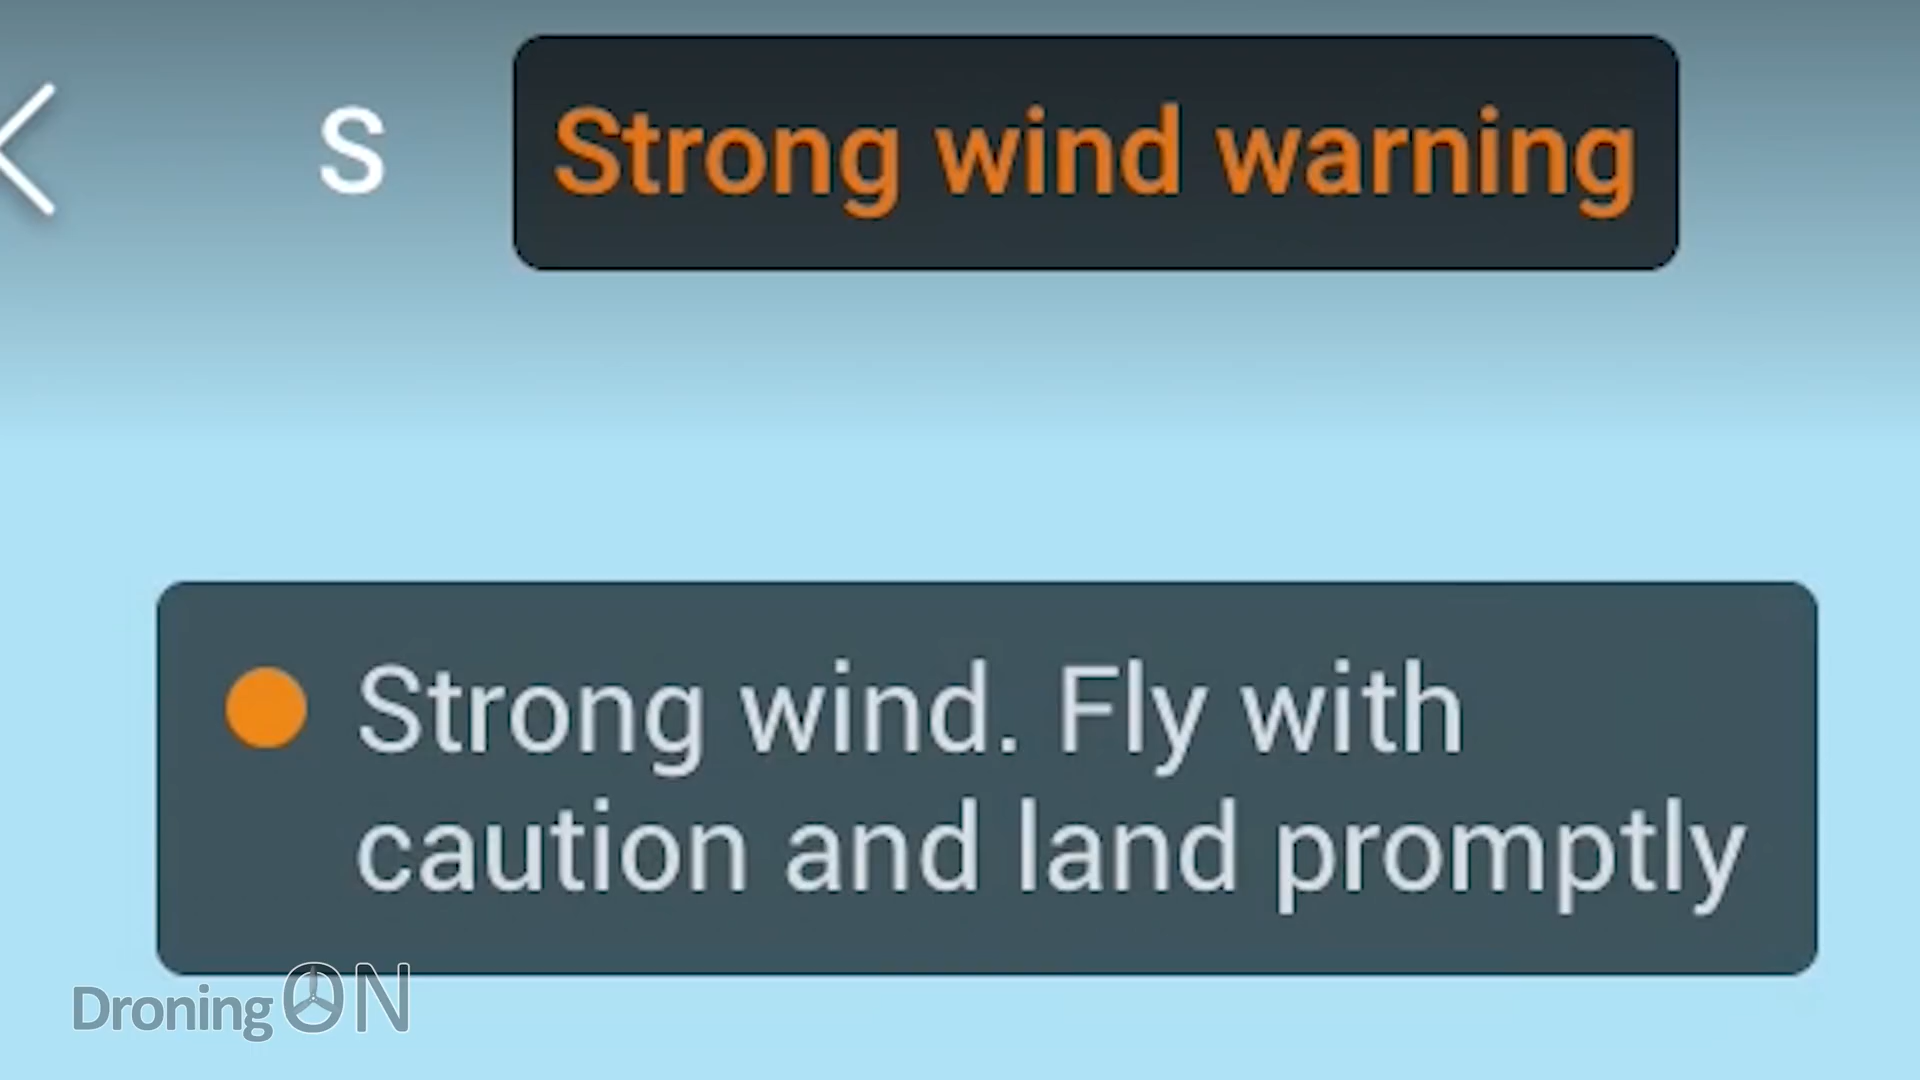 S
Strong wind warning
Strong wind. Fly with
caution and land promptly
DroningON